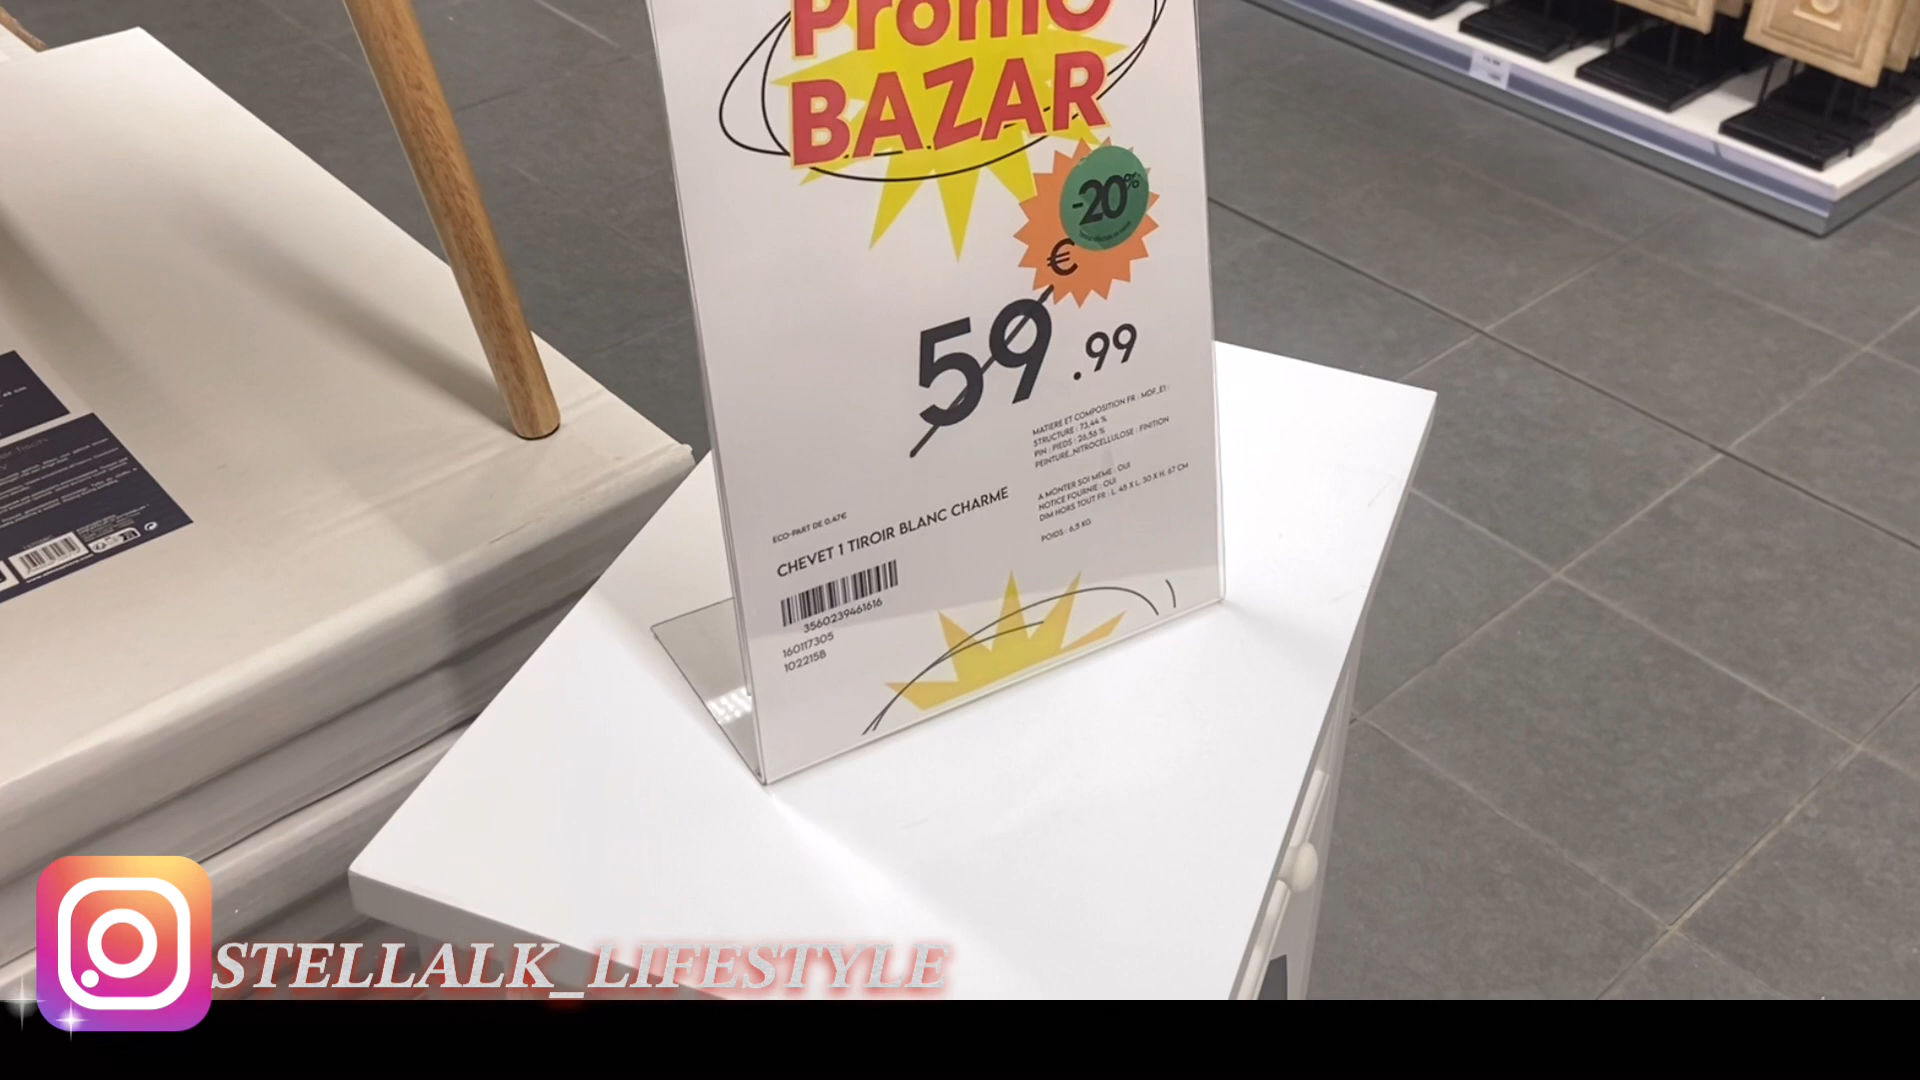 Promo
BAZAR
-20%
€
59.99
MATIERE ET COMPOSITION FR : MDF_E1 :
STRUCTURE : 73,44 %
PIN : PIEDS : 26,56 %
PEINTURE_NITROCELLULOSE : FINITION
A MONTER SOI MEME : OUI
NOTICE FOURNIE : OUI
DIM HORS TOUT FR : L. 45 X L. 30 X H. 67 CM
POIDS : 6,5 KG
ECO-PART DE 0,47€
CHEVET 1 TIROIR BLANC CHARME
3560239461616
160117305
102215B
STELLALK_LIFESTYLE